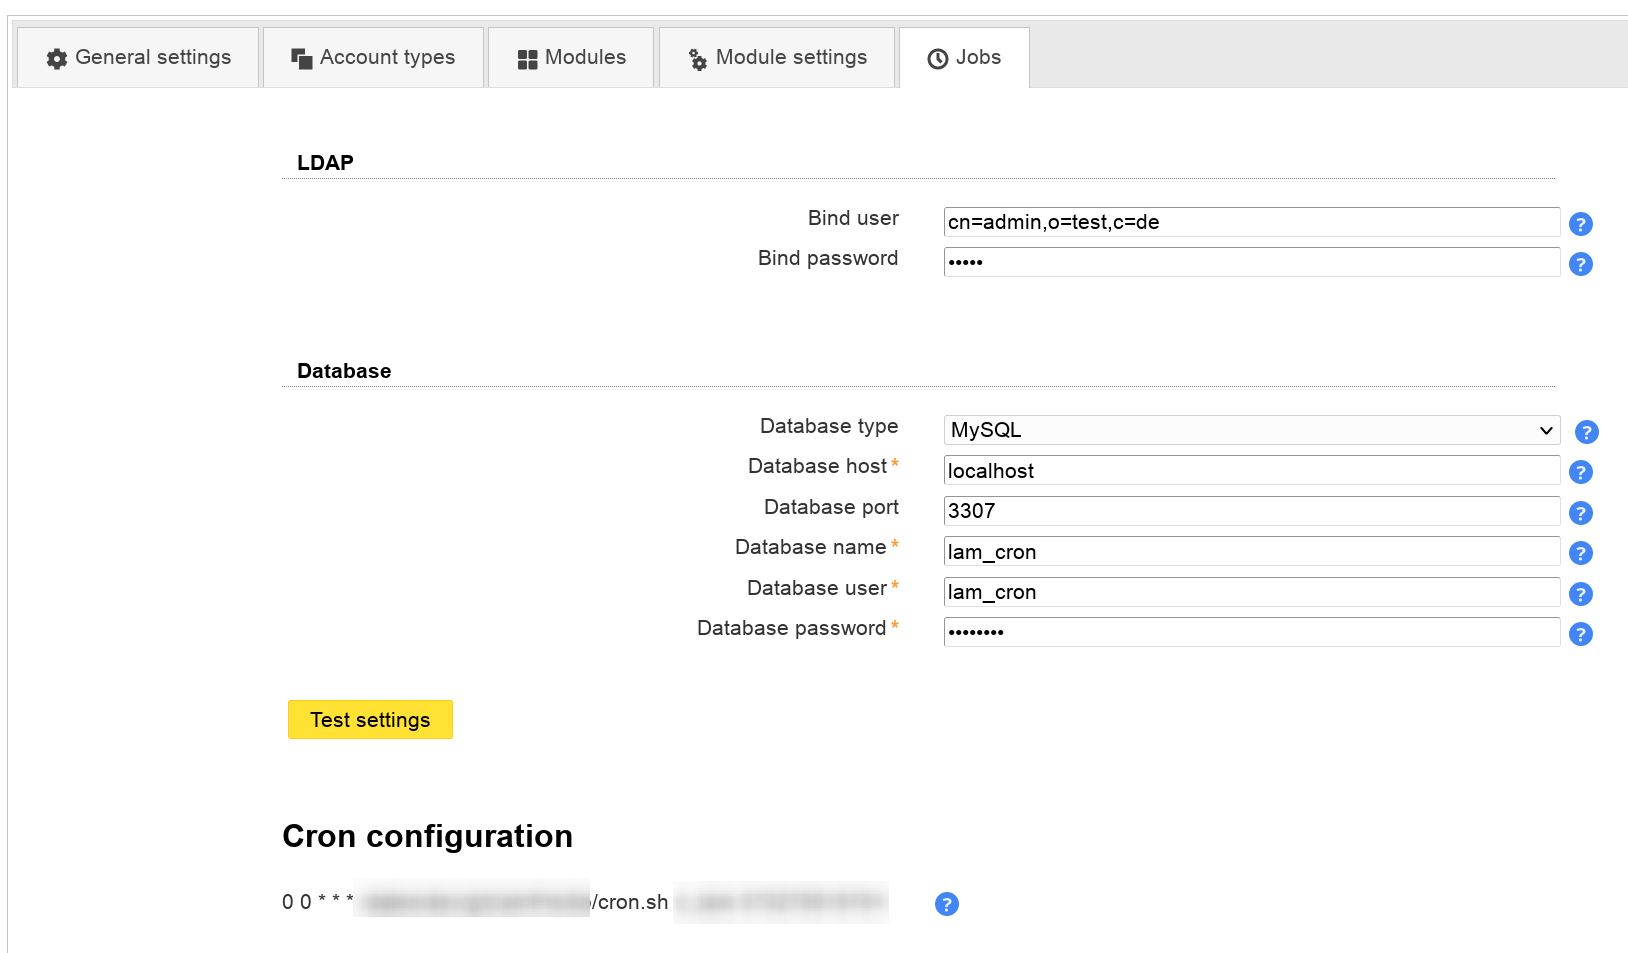 General settings Account types Modules Module settings Jobs
LDAP
Bind user cn=admin,o=test,c=de ?
Bind password ••••• ?
Database
Database type MySQL ?
Database host* localhost ?
Database port 3307 ?
Database name* lam_cron ?
Database user* lam_cron ?
Database password* •••••••• ?
Test settings
Cron configuration
0 0 * * * /cron.sh ?